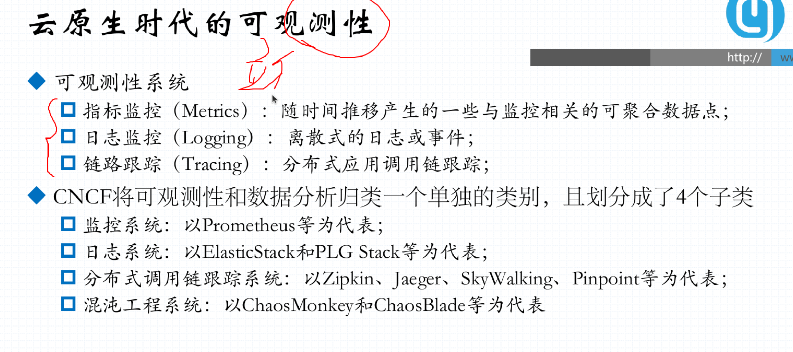 云原生时代的可观测性
http:// ww
可观测性系统
指标监控（Metrics）：随时间推移产生的一些与监控相关的可聚合数据点；
日志监控（Logging）：离散式的日志或事件；
链路跟踪（Tracing）：分布式应用调用链跟踪；
CNCF将可观测性和数据分析归类一个单独的类别，且划分成了4个子类
监控系统：以Prometheus等为代表；
日志系统：以ElasticStack和PLG Stack等为代表；
分布式调用链跟踪系统：以Zipkin、Jaeger、SkyWalking、Pinpoint等为代表；
混沌工程系统：以ChaosMonkey和ChaosBlade等为代表